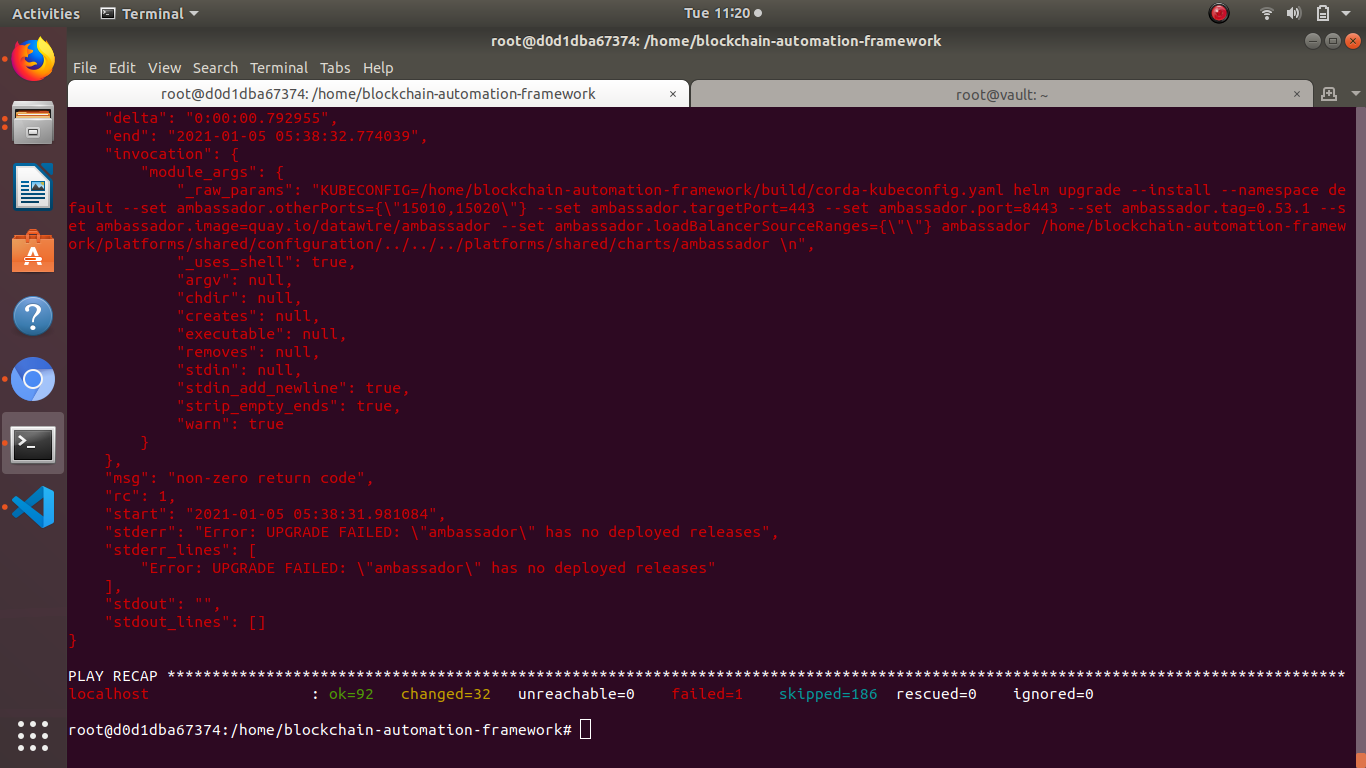 Activities Terminal Tue 11:20
root@d0d1dba67374: /home/blockchain-automation-framework
File Edit View Search Terminal Tabs Help
root@d0d1dba67374: /home/blockchain-automation-framework × root@vault: ~ ×
"delta": "0:00:00.792955",
"end": "2021-01-05 05:38:32.774039",
"invocation": {
"module_args": {
"_raw_params": "KUBECONFIG=/home/blockchain-automation-framework/build/corda-kubeconfig.yaml helm upgrade --install --namespace de
fault --set ambassador.otherPorts={\"15010,15020\"} --set ambassador.targetPort=443 --set ambassador.port=8443 --set ambassador.tag=0.53.1 --s
et ambassador.image=quay.io/datawire/ambassador --set ambassador.loadBalancerSourceRanges={\"\"} ambassador /home/blockchain-automation-framew
ork/platforms/shared/configuration/../../../platforms/shared/charts/ambassador \n",
"_uses_shell": true,
"argv": null,
"chdir": null,
"creates": null,
"executable": null,
"removes": null,
"stdin": null,
"stdin_add_newline": true,
"strip_empty_ends": true,
"warn": true
}
},
"msg": "non-zero return code",
"rc": 1,
"start": "2021-01-05 05:38:31.981084",
"stderr": "Error: UPGRADE FAILED: \"ambassador\" has no deployed releases",
"stderr_lines": [
"Error: UPGRADE FAILED: \"ambassador\" has no deployed releases"
],
"stdout": "",
"stdout_lines": []
}
PLAY RECAP ***********************************************************************************************************************************
localhost : ok=92 changed=32 unreachable=0 failed=1 skipped=186 rescued=0 ignored=0
root@d0d1dba67374:/home/blockchain-automation-framework#